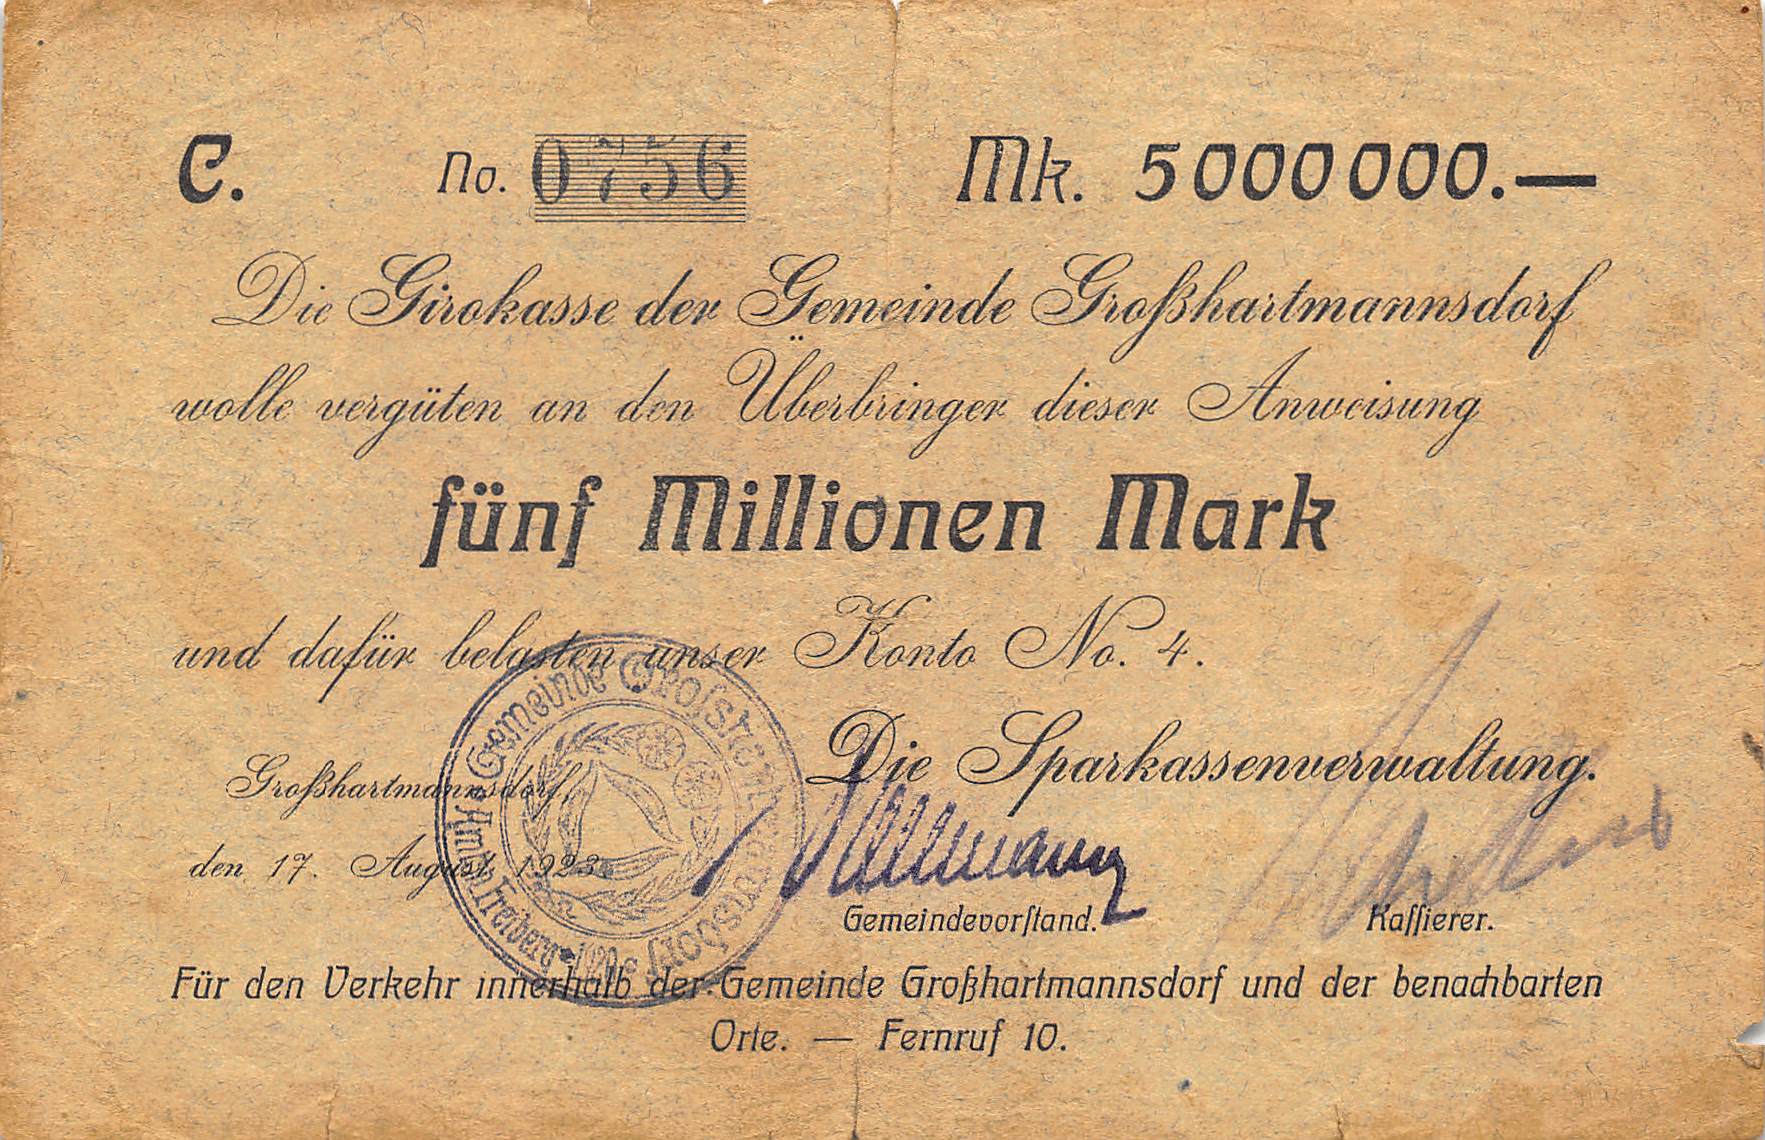 C. No. 0756 Mk. 5000000.—
Die Girokasse der Gemeinde Großhartmannsdorf
wolle vergüten an den Überbringer dieser Anweisung
fünf Millionen Mark
und dafür belasten unser Konto No. 4.
Die Sparkassenverwaltung.
Großhartmannsdorf,
den 17. August 1923.
Gemeinde Großhartmannsdorf
Gemeindevorstand. Kassierer.
Für den Verkehr innerhalb der Gemeinde Großhartmannsdorf und der benachbarten
Orte. — Fernruf 10.